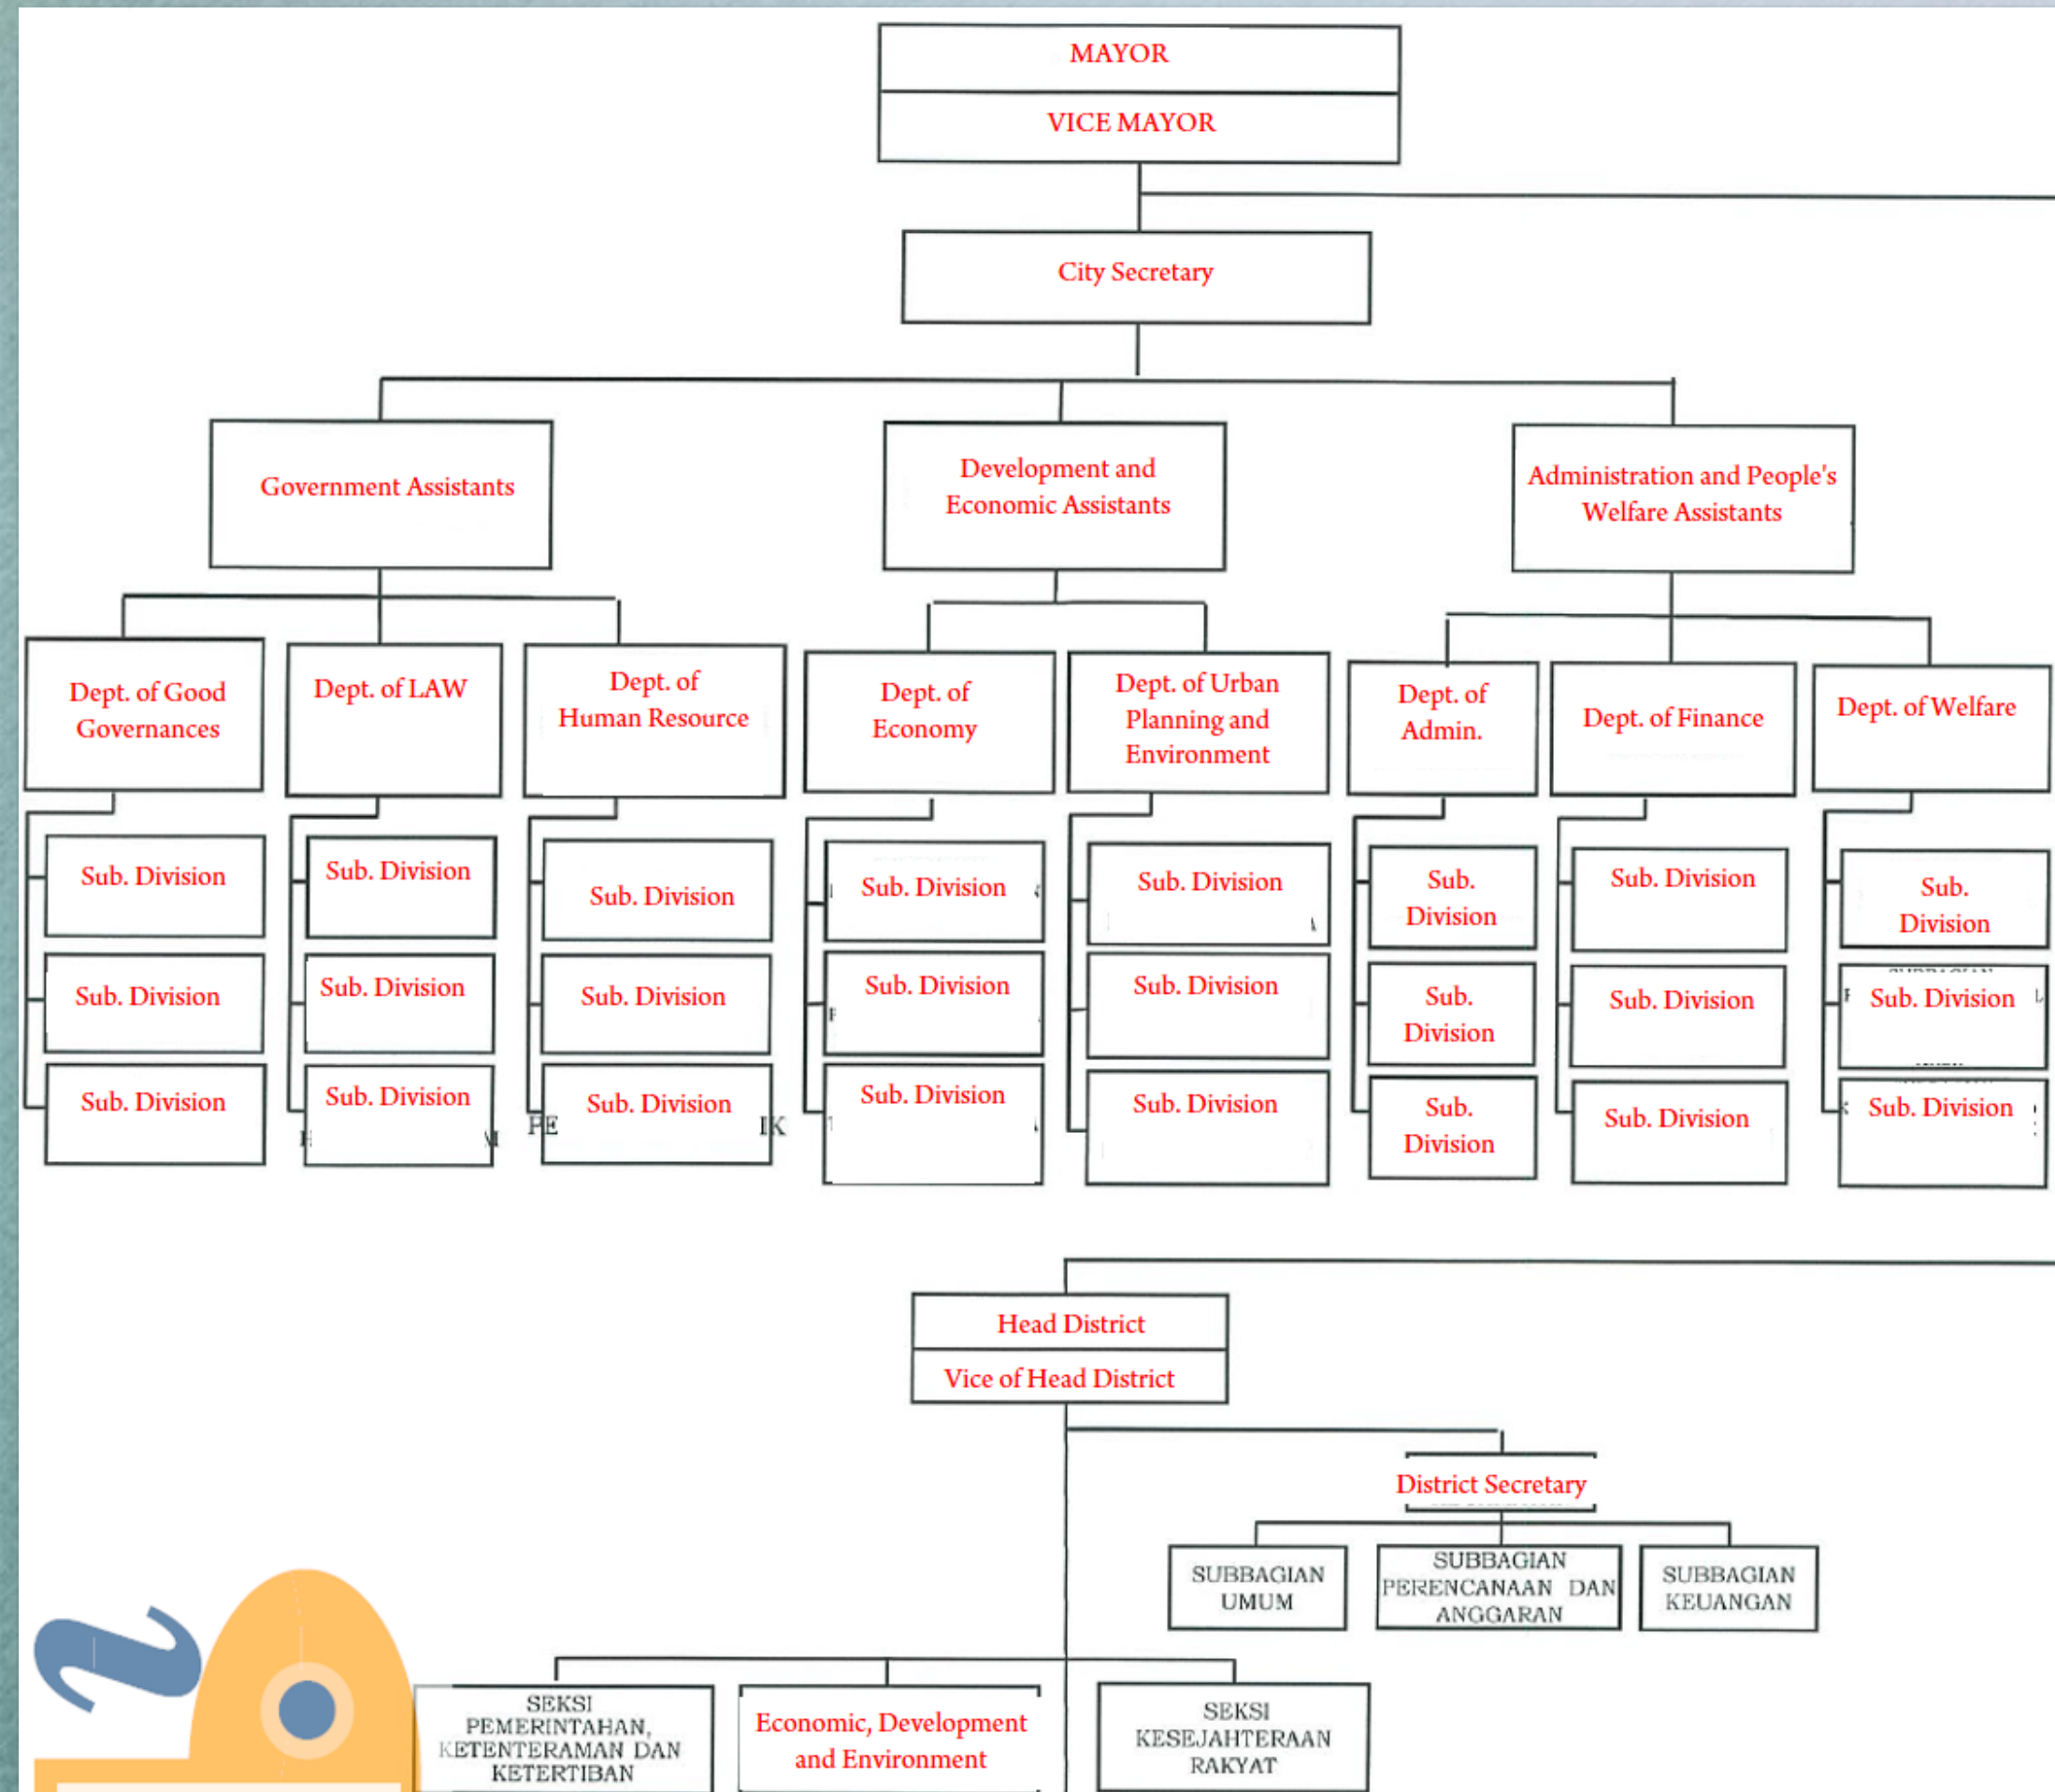 MAYOR
VICE MAYOR
City Secretary
Government Assistants
Development and
Economic Assistants
Administration and People's
Welfare Assistants
Dept. of Good
Governances
Dept. of LAW
Dept. of
Human Resource
Dept. of
Economy
Dept. of Urban
Planning and
Environment
Dept. of
Admin.
Dept. of Finance
Dept. of Welfare
Sub. Division
Sub. Division
Sub. Division
Sub. Division
Sub. Division
Sub.
Division
Sub. Division
Sub.
Division
Sub. Division
Sub. Division
Sub. Division
Sub. Division
Sub. Division
Sub.
Division
Sub. Division
Sub. Division
Sub. Division
Sub. Division
Sub. Division
Sub. Division
Sub. Division
Sub.
Division
Sub. Division
Sub. Division
Head District
Vice of Head District
District Secretary
SUBBAGIAN
UMUM
SUBBAGIAN
PERENCANAAN DAN
ANGGARAN
SUBBAGIAN
KEUANGAN
SEKSI
PEMERINTAHAN,
KETENTERAMAN DAN
KETERTIBAN
Economic, Development
and Environment
SEKSI
KESEJAHTERAAN
RAKYAT